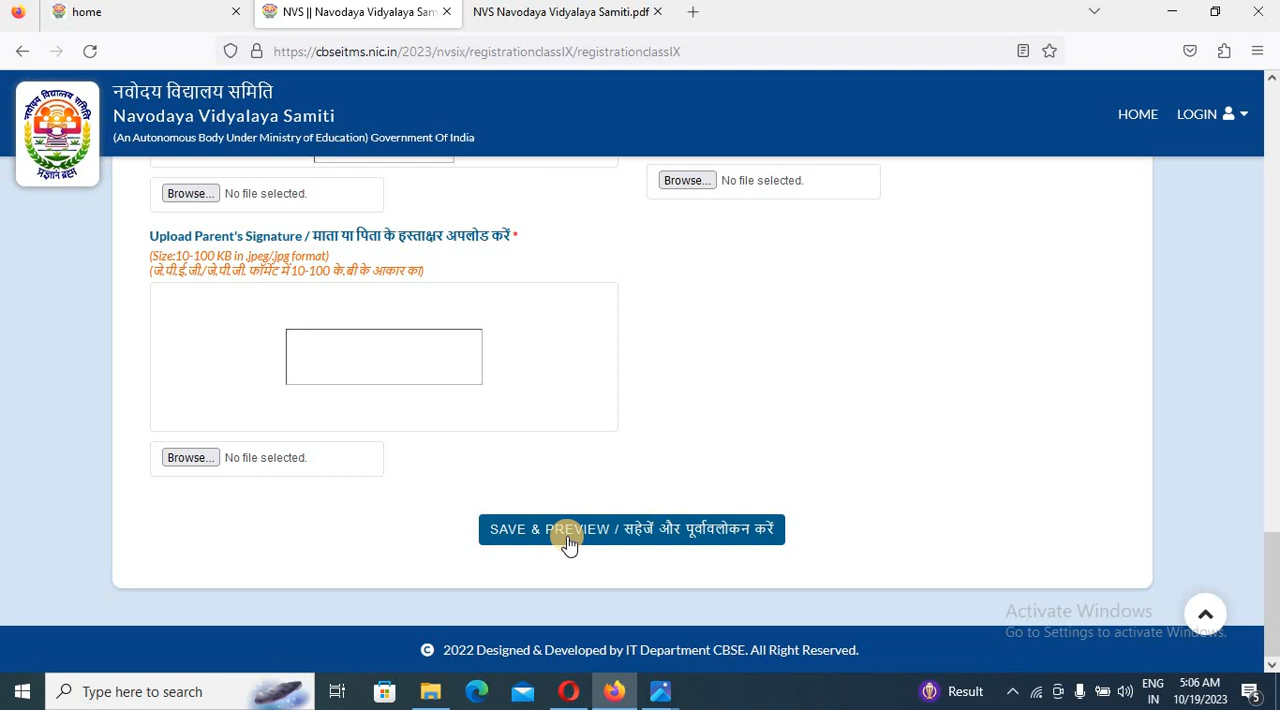 home
NVS || Navodaya Vidyalaya Sam
NVS Navodaya Vidyalaya Samiti.pdf
https://cbseitms.nic.in/2023/nvsix/registrationclassIX/registrationclassIX
नवोदय विद्यालय समिति
Navodaya Vidyalaya Samiti
(An Autonomous Body Under Ministry of Education) Government Of India
HOME
LOGIN
Browse... No file selected.
Browse... No file selected.
Upload Parent's Signature / माता या पिता के हस्ताक्षर अपलोड करें *
(Size:10-100 KB in .jpeg/.jpg format)
(जे.पी.ई.जी./जे.पी.जी. फॉर्मेट में 10-100 के.बी के आकार का)
Browse... No file selected.
SAVE & PREVIEW / सहेजें और पूर्वावलोकन करें
Activate Windows
Go to Settings to activate Windows.
© 2022 Designed & Developed by IT Department CBSE. All Right Reserved.
Type here to search
Result
ENG
IN
5:06 AM
10/19/2023
5